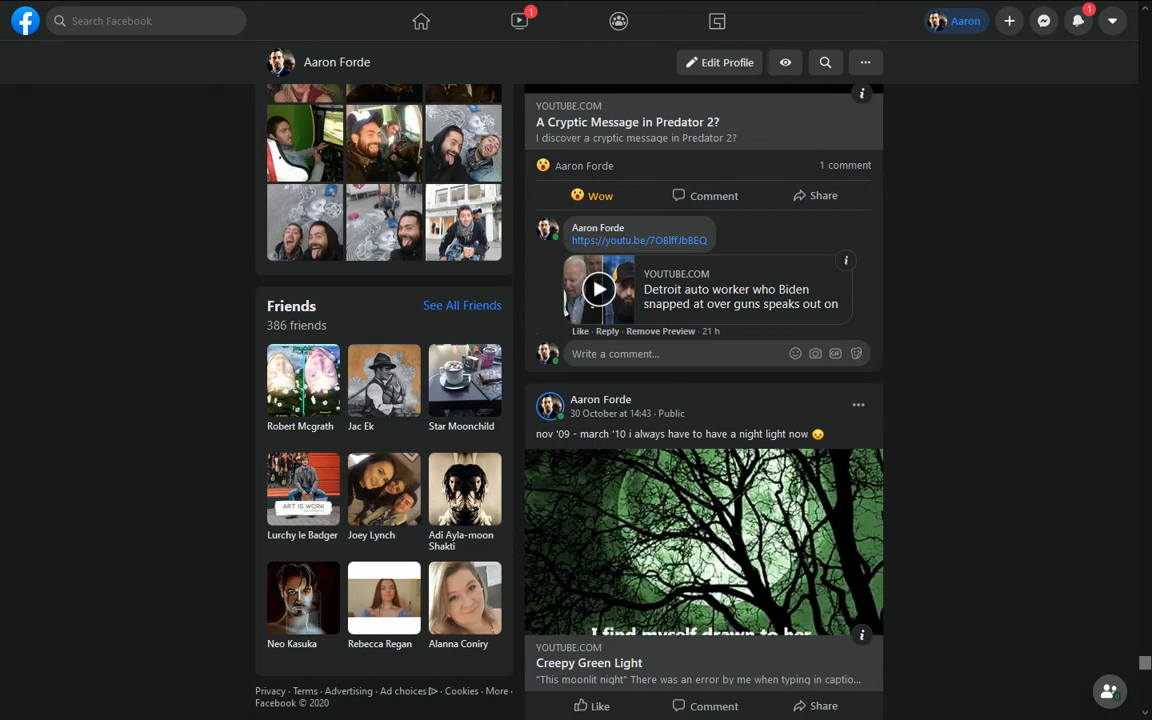 Search Facebook
1
Aaron
1
Aaron Forde
Edit Profile
YOUTUBE.COM
A Cryptic Message in Predator 2?
I discover a cryptic message in Predator 2?
Aaron Forde
1 comment
Wow
Comment
Share
Aaron Forde
https://youtu.be/7OBlffJbBEQ
YOUTUBE.COM
Detroit auto worker who Biden
snapped at over guns speaks out on
Like · Reply · Remove Preview · 21 h
Write a comment...
Friends
See All Friends
386 friends
Robert Mcgrath
Jac Ek
Star Moonchild
ART IS WORK
Lurchy le Badger
Joey Lynch
Adi Ayla-moon
Shakti
Neo Kasuka
Rebecca Regan
Alanna Coniry
Privacy · Terms · Advertising · Ad choices · Cookies · More ·
Facebook © 2020
Aaron Forde
30 October at 14:43 · Public
nov '09 - march '10 i always have to have a night light now 😟
I find myself drawn to her
YOUTUBE.COM
Creepy Green Light
"This moonlit night" There was an error by me when typing in captio...
Like
Comment
Share